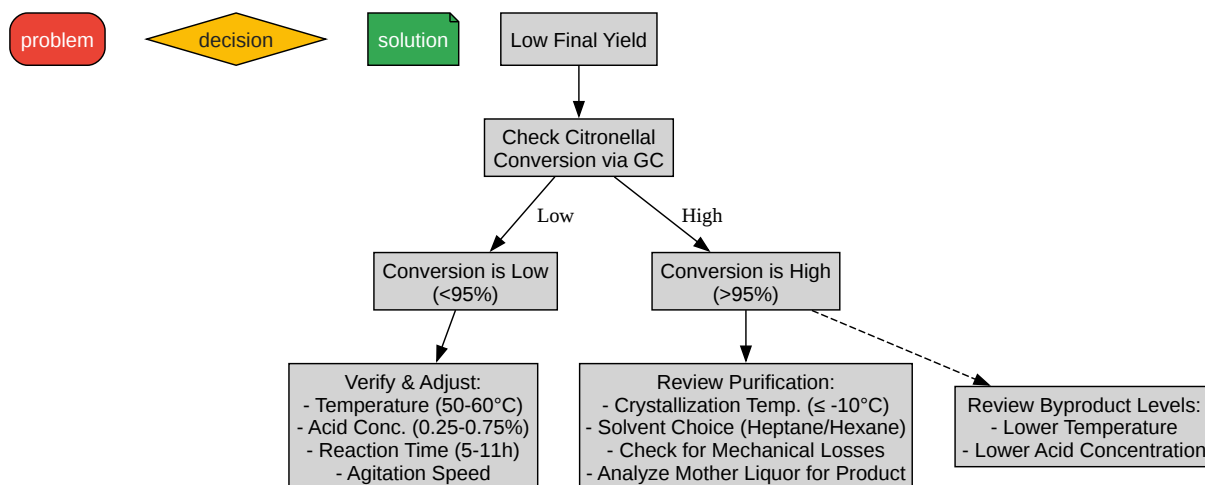 problem
decision
solution
Low Final Yield
Check Citronellal
Conversion via GC
Low
High
Conversion is Low
(<95%)
Conversion is High
(>95%)
Verify & Adjust:
- Temperature (50-60°C)
- Acid Conc. (0.25-0.75%)
- Reaction Time (5-11h)
- Agitation Speed
Review Purification:
- Crystallization Temp. (≤ -10°C)
- Solvent Choice (Heptane/Hexane)
- Check for Mechanical Losses
- Analyze Mother Liquor for Product
Review Byproduct Levels:
- Lower Temperature
- Lower Acid Concentration